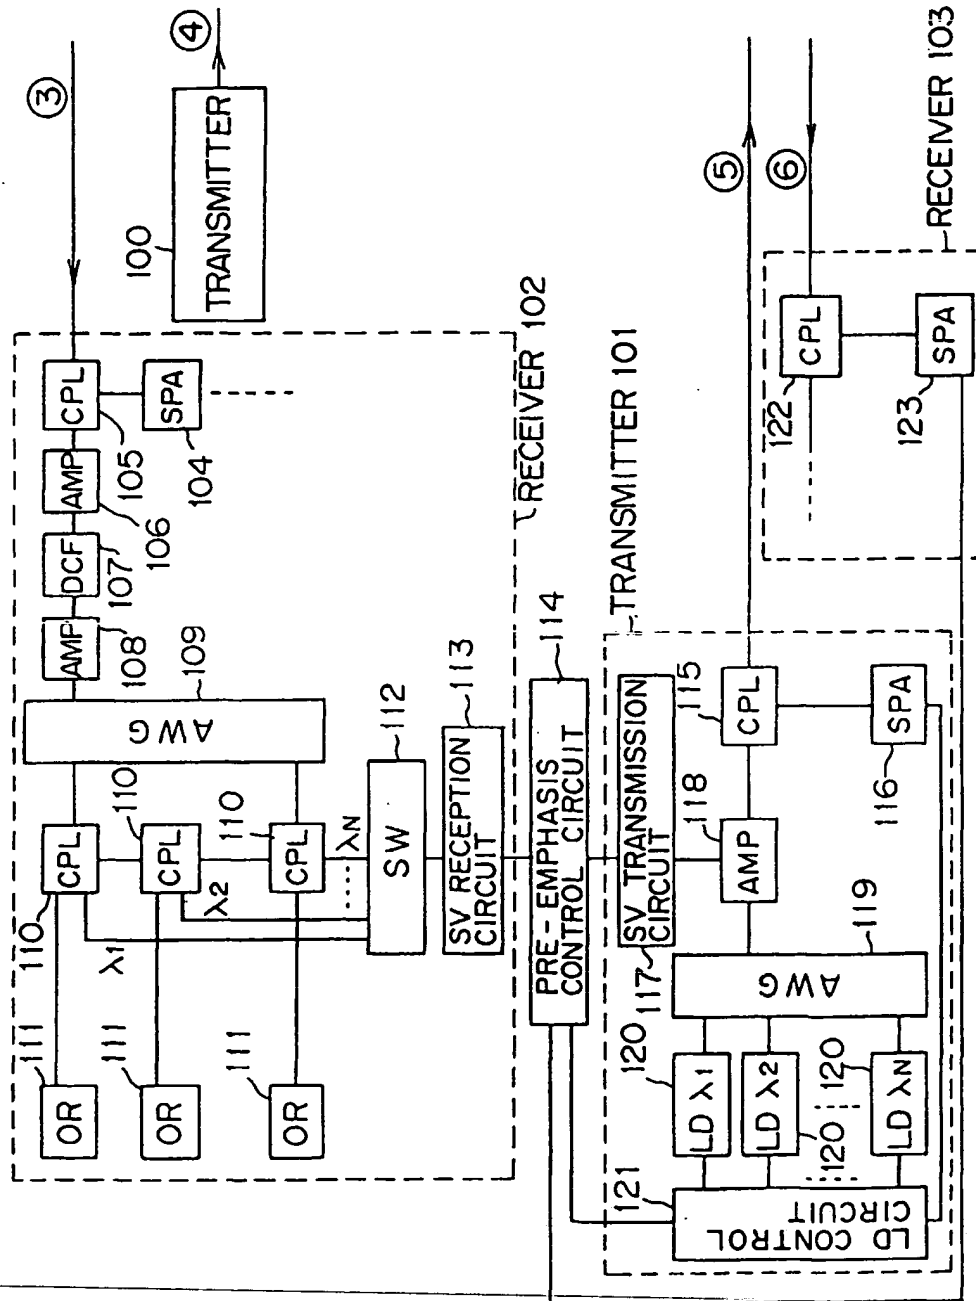 ③
④
100
TRANSMITTER
CPL
105
SPA
104
AMP
106
DCF
107
AMP
108
AWG
109
CPL
110
CPL
110
CPL
110
λ1
λ2
λN
OR
111
OR
111
OR
111
SW
112
SV RECEPTION
CIRCUIT
113
RECEIVER 102
PRE-EMPHASIS
CONTROL CIRCUIT
114
TRANSMITTER 101
SV TRANSMISSION
CIRCUIT
117
CPL
115
SPA
116
AMP
118
AWG
119
LD λ1
120
LD λ2
120
LD λN
120
LD CONTROL
CIRCUIT
121
⑤
⑥
RECEIVER 103
CPL
122
SPA
123